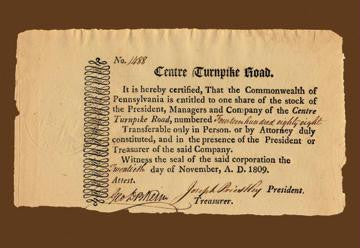 No. 1488
Centre Turnpike Road.
It is hereby certified, That the Commonwealth of
Pennsylvania is entitled to one share of the stock of
the President, Managers and Company of the Centre
Turnpike Road, numbered Fourteen hundred eighty eight
Transferable only in Person. or by Attorney duly
constituted, and in the presence of the President or
Treasurer of the said Company.
Witness the seal of the said corporation the
Twentieth day of November, A. D. 1809.
Attest.
Joseph Priestley President.
Treasurer.